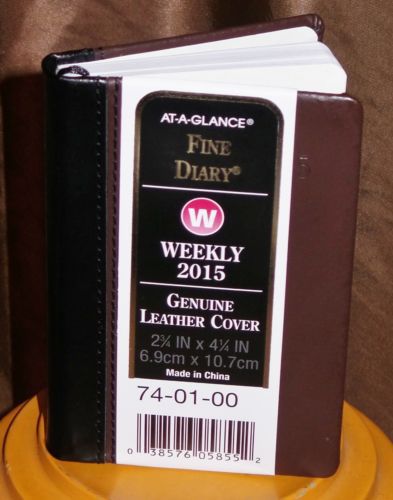 AT-A-GLANCE®
FINE
DIARY®
W
WEEKLY
2015
GENUINE
LEATHER COVER
2¾ IN x 4¼ IN
6.9cm x 10.7cm
Made in China
74-01-00
0 38576 05855 2